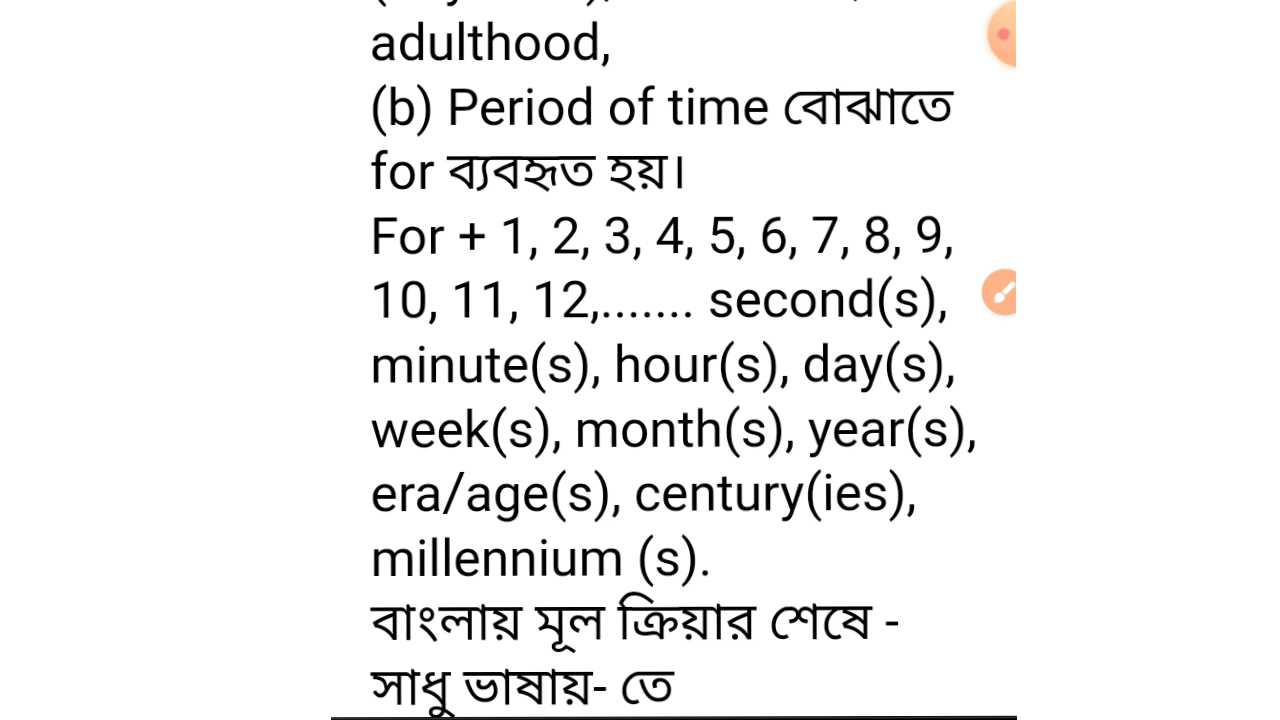 adulthood,
(b) Period of time বোঝাতে
for ব্যবহৃত হয়।
For + 1, 2, 3, 4, 5, 6, 7, 8, 9,
10, 11, 12,....... second(s),
minute(s), hour(s), day(s),
week(s), month(s), year(s),
era/age(s), century(ies),
millennium (s).
বাংলায় মূল ক্রিয়ার শেষে -
সাধু ভাষায়- তে